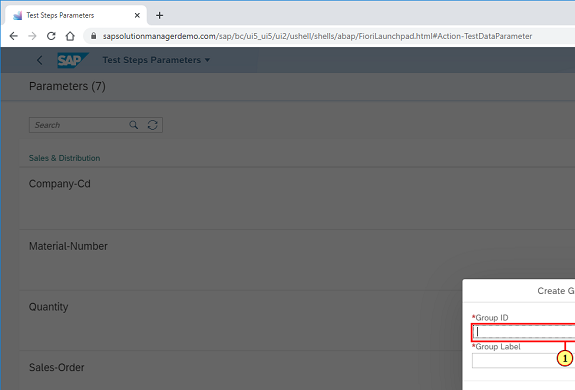 Test Steps Parameters
sapsolutionmanagerdemo.com/sap/bc/ui5_ui5/ui2/ushell/shells/abap/FioriLaunchpad.html#Action-TestDataParameter
SAP
Test Steps Parameters
Parameters (7)
Search
Sales & Distribution
Company-Cd
Material-Number
Quantity
Sales-Order
Create G
*Group ID
1
*Group Label